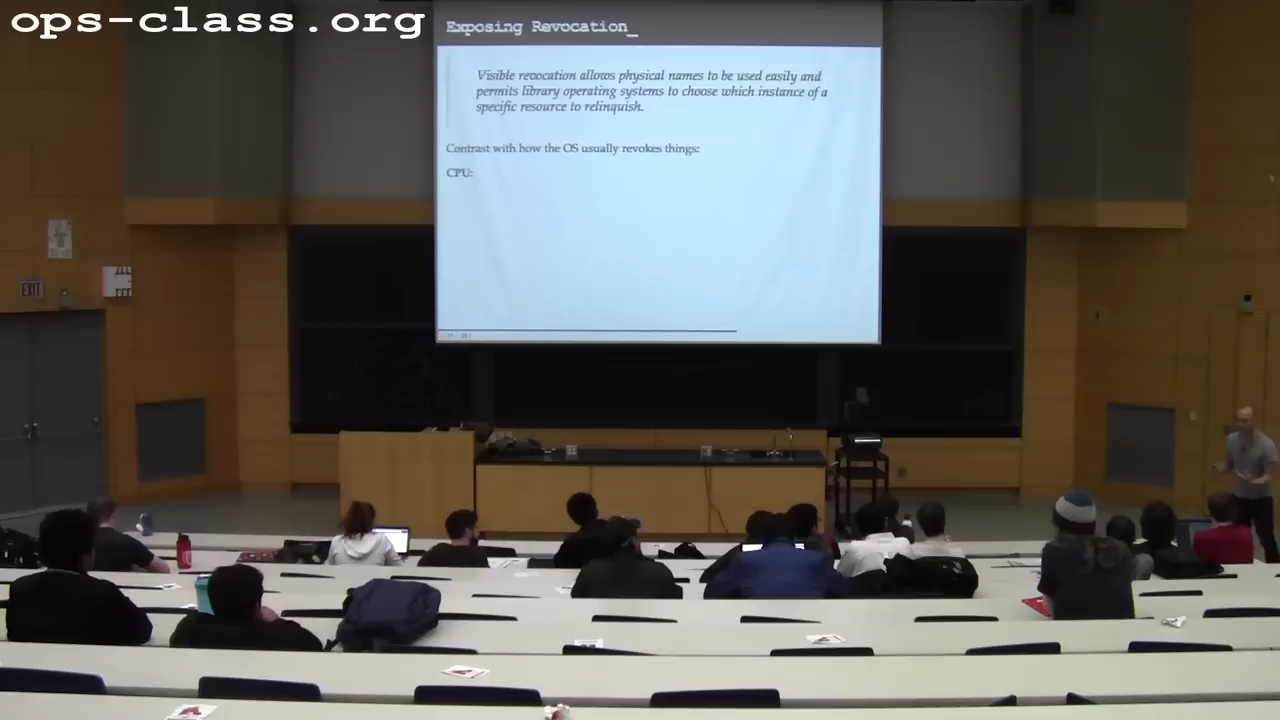 ops-class.org
Exposing Revocation_
Visible revocation allows physical names to be used easily and
permits library operating systems to choose which instance of a
specific resource to relinquish.
Contrast with how the OS usually revokes things:
CPU:
EXIT